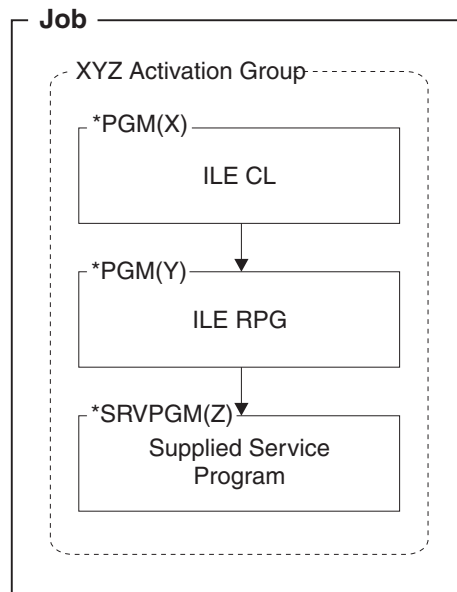 Job
XYZ Activation Group
*PGM(X)
ILE CL
*PGM(Y)
ILE RPG
*SRVPGM(Z)
Supplied Service
Program